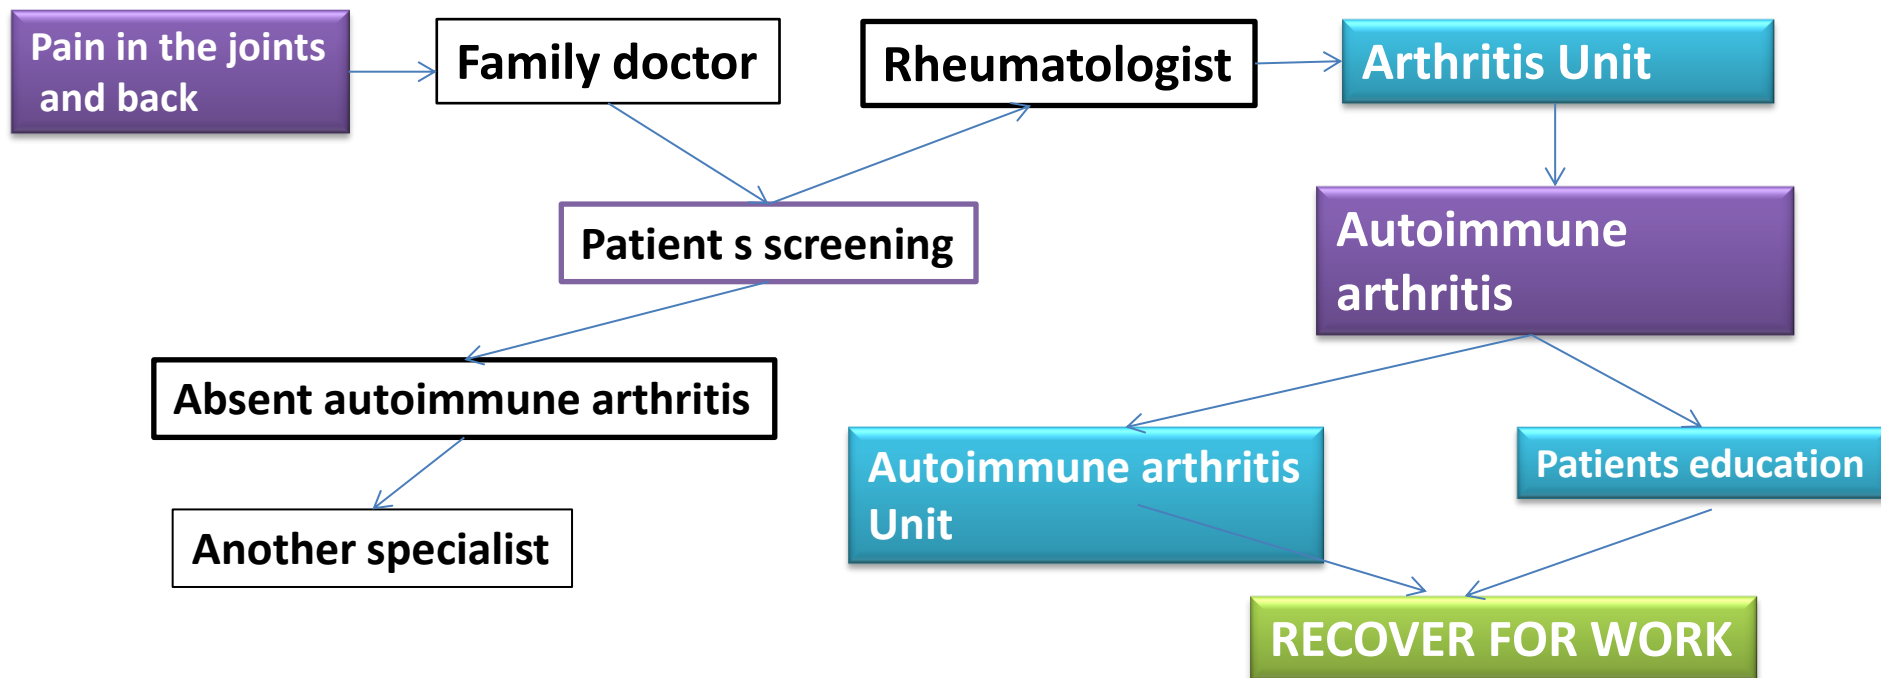 Pain in the joints
and back
Family doctor
Rheumatologist
Arthritis Unit
Patient s screening
Autoimmune
arthritis
Absent autoimmune arthritis
Autoimmune arthritis
Unit
Patients education
Another specialist
RECOVER FOR WORK